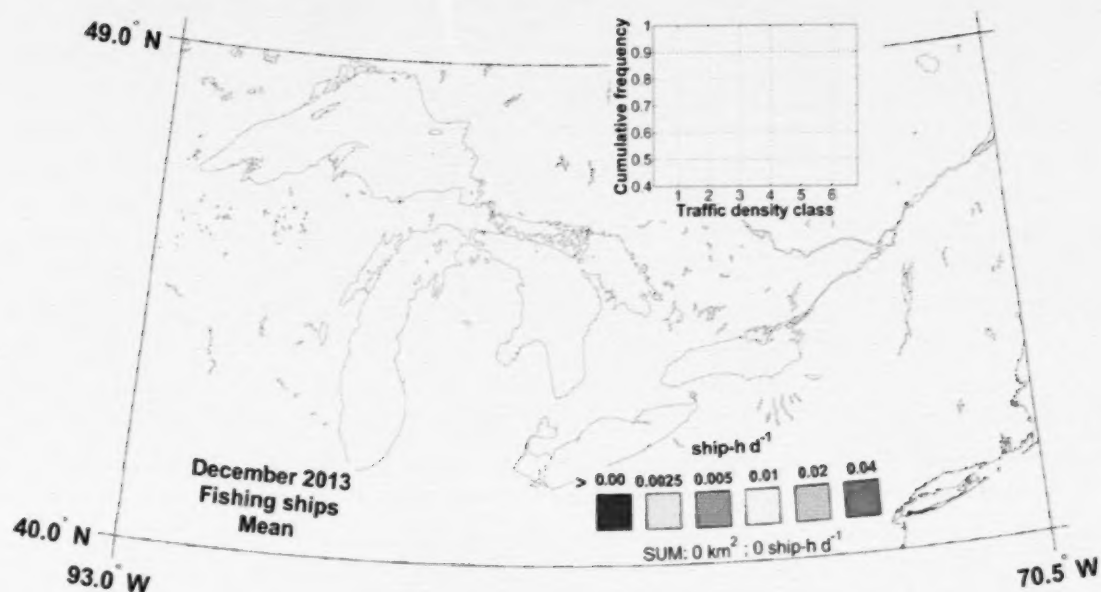 49.0° N
1
0.9
0.8
0.7
0.6
0.5
0.4
Cumulative frequency
1 2 3 4 5 6
Traffic density class
ship-h d⁻¹
> 0.00 0.0025 0.005 0.01 0.02 0.04
SUM: 0 km² ; 0 ship-h d⁻¹
December 2013
Fishing ships
Mean
40.0° N
93.0° W
70.5° W